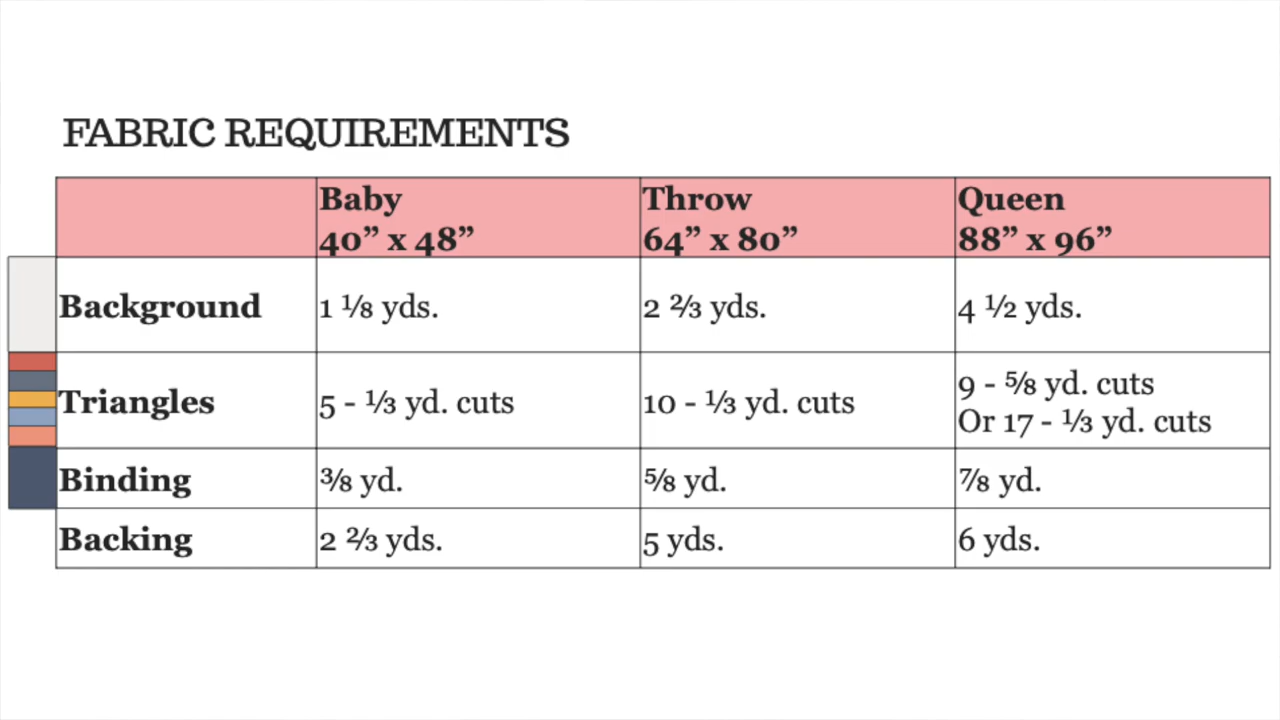 FABRIC REQUIREMENTS
Baby
40” x 48”
Throw
64” x 80”
Queen
88” x 96”
Background
1 ⅛ yds.
2 ⅔ yds.
4 ½ yds.
Triangles
5 - ⅓ yd. cuts
10 - ⅓ yd. cuts
9 - ⅝ yd. cuts
Or 17 - ⅓ yd. cuts
Binding
⅜ yd.
⅝ yd.
⅞ yd.
Backing
2 ⅔ yds.
5 yds.
6 yds.